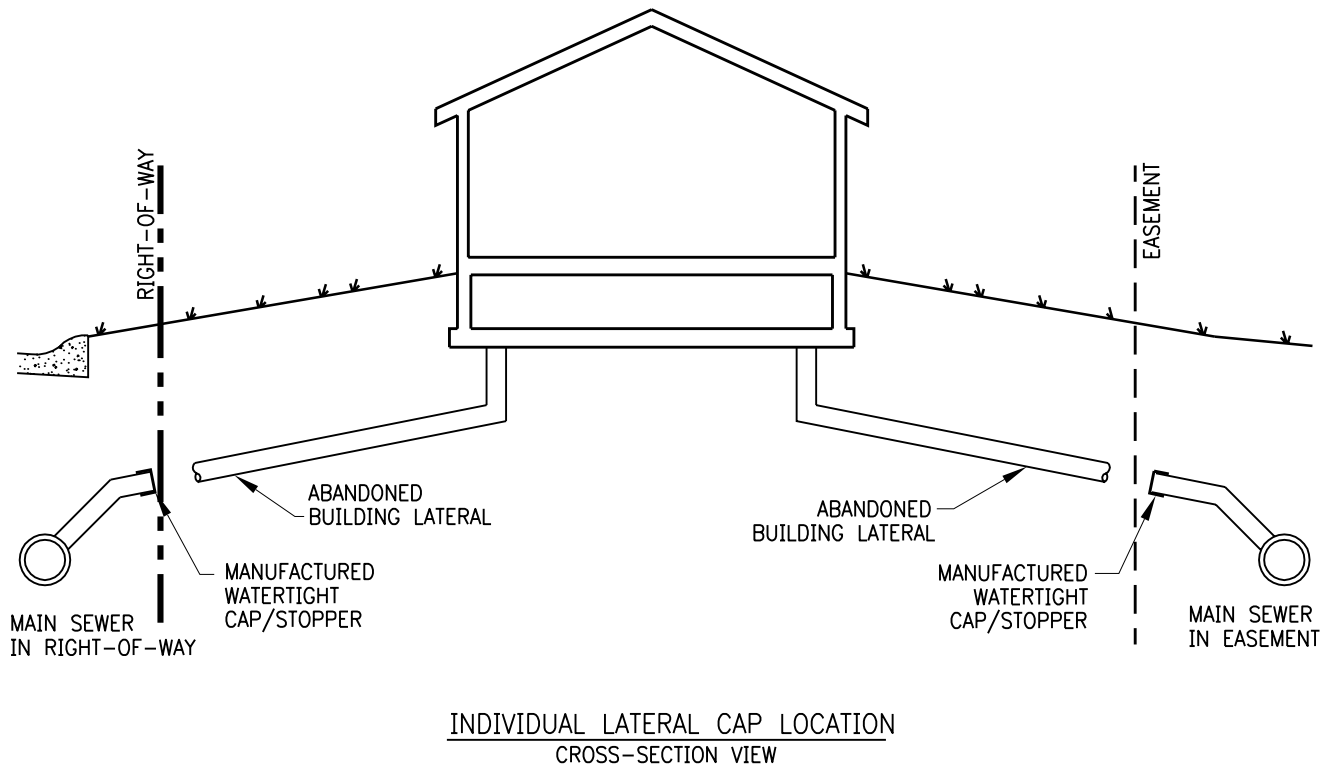 RIGHT-OF-WAY
EASEMENT
ABANDONED
BUILDING LATERAL
ABANDONED
BUILDING LATERAL
MANUFACTURED
WATERTIGHT
CAP/STOPPER
MANUFACTURED
WATERTIGHT
CAP/STOPPER
MAIN SEWER
IN RIGHT-OF-WAY
MAIN SEWER
IN EASEMENT
INDIVIDUAL LATERAL CAP LOCATION
CROSS-SECTION VIEW